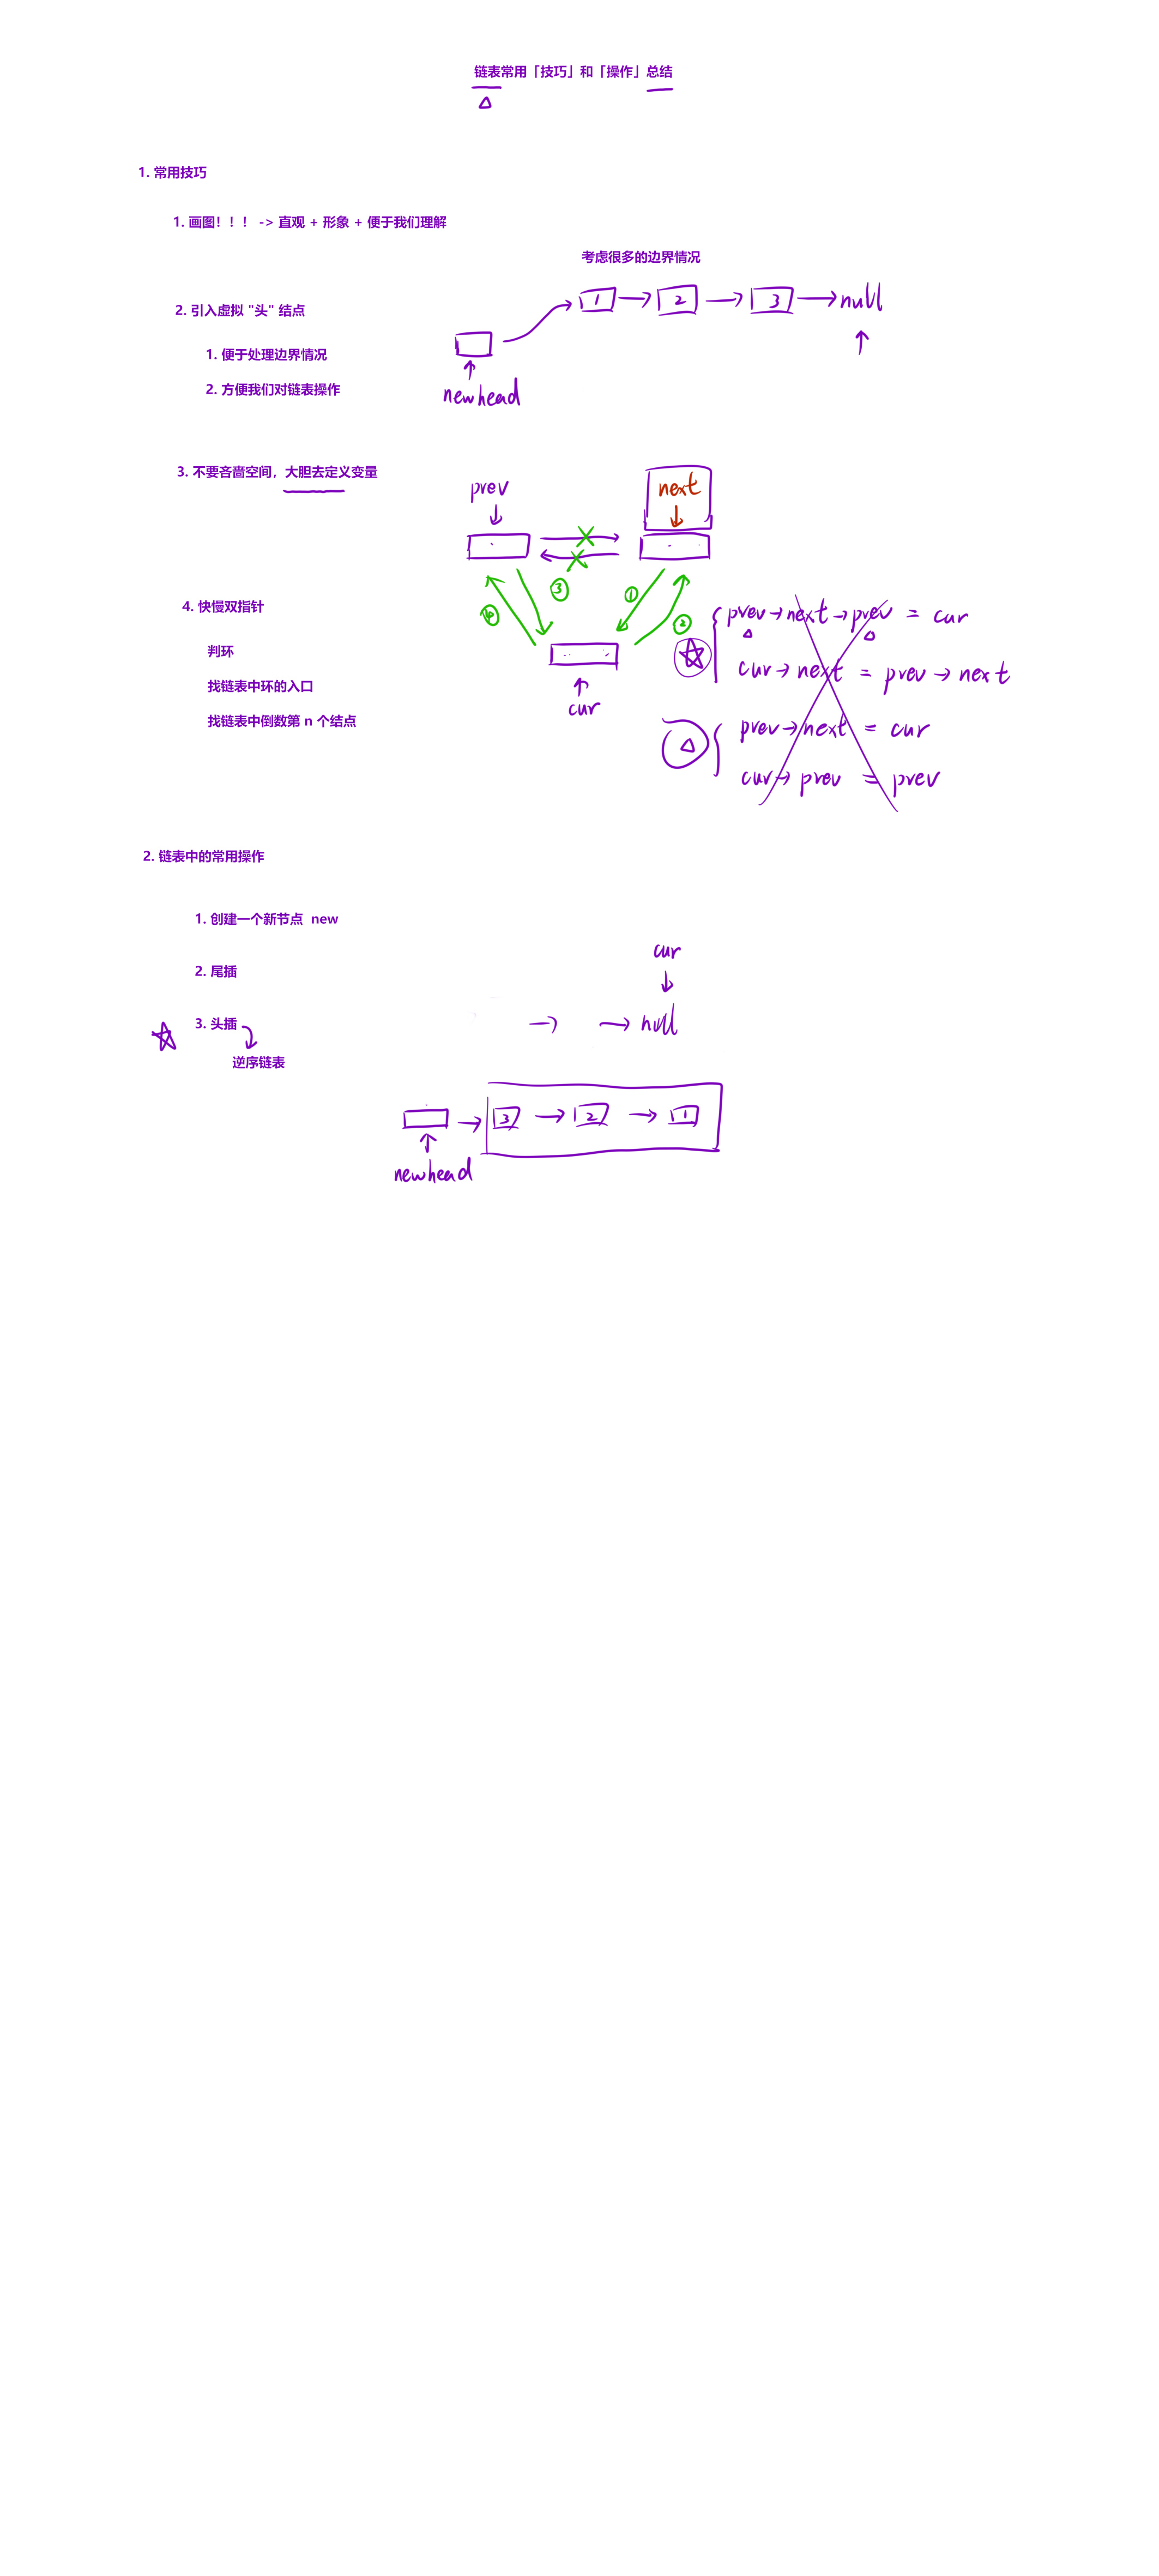 链表常用「技巧」和「操作」总结
1. 常用技巧
1. 画图！！！ -> 直观 + 形象 + 便于我们理解
考虑很多的边界情况
1 → 2 → 3 → null
2. 引入虚拟 "头" 结点
1. 便于处理边界情况
2. 方便我们对链表操作
newhead
3. 不要吝啬空间，大胆去定义变量
prev
next
③
①
④
②
4. 快慢双指针
prev → next → prev = cur
判环
cur → next = prev → next
找链表中环的入口
cur
找链表中倒数第 n 个结点
prev → next = cur
cur → prev = prev
2. 链表中的常用操作
1. 创建一个新节点 new
cur
2. 尾插
3. 头插
→ → null
逆序链表
→ 3 → 2 → 1
newhead